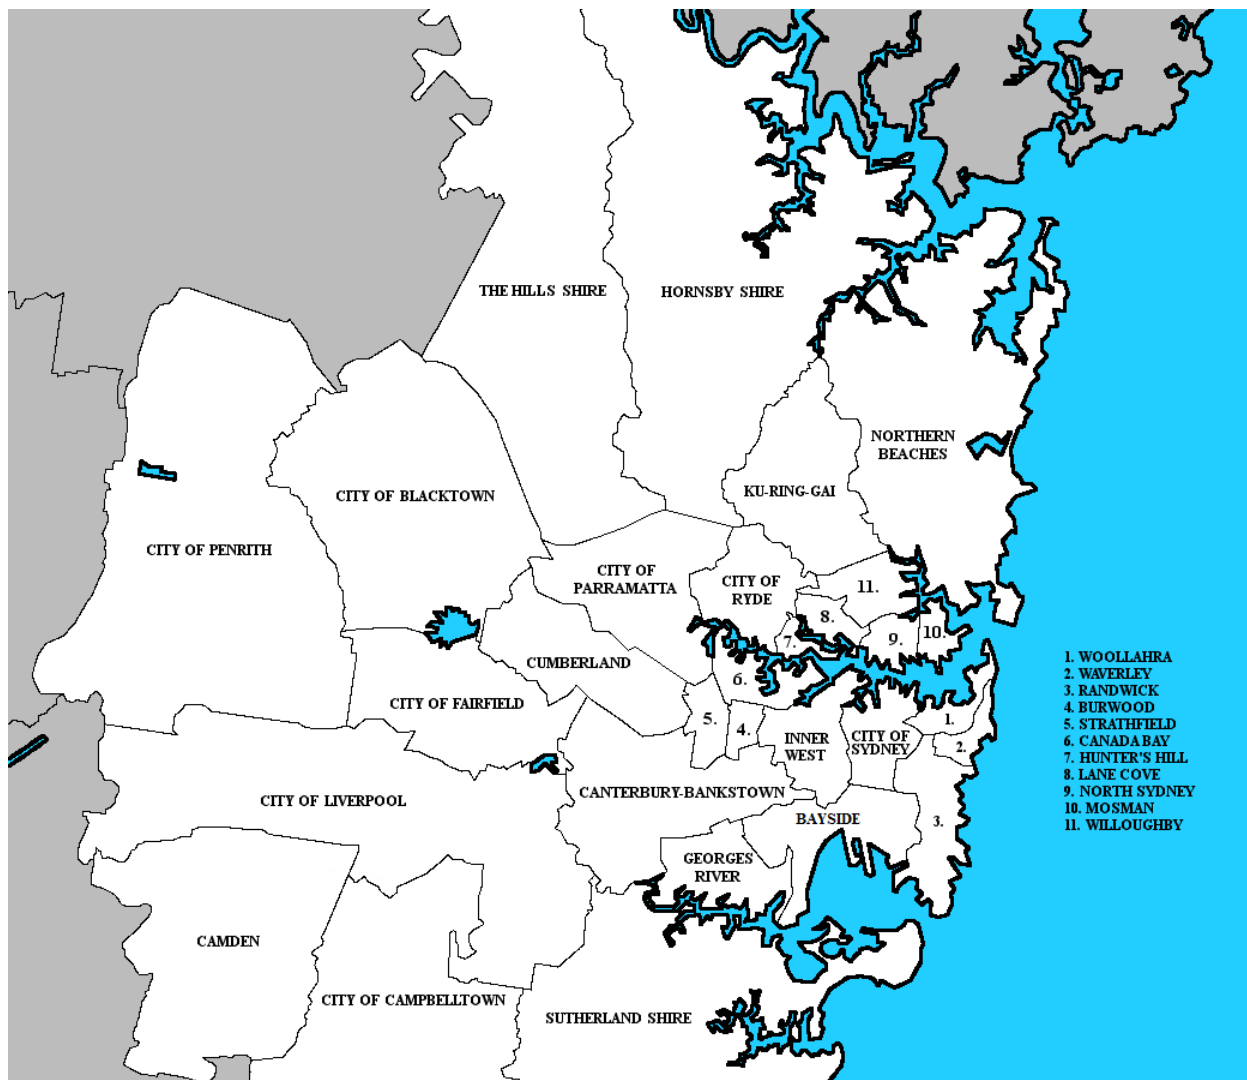 THE HILLS SHIRE
HORNSBY SHIRE
NORTHERN
BEACHES
KU-RING-GAI
CITY OF BLACKTOWN
CITY OF PENRITH
CITY OF
PARRAMATTA
CITY OF
RYDE
11.
8.
7.
9.
10.
CUMBERLAND
6.
CITY OF FAIRFIELD
5.
4.
INNER
WEST
CITY OF
SYDNEY
1.
2.
CITY OF LIVERPOOL
CANTERBURY-BANKSTOWN
BAYSIDE
3.
GEORGES
RIVER
CAMDEN
CITY OF CAMPBELLTOWN
SUTHERLAND SHIRE
1. WOOLLAHRA
2. WAVERLEY
3. RANDWICK
4. BURWOOD
5. STRATHFIELD
6. CANADA BAY
7. HUNTER'S HILL
8. LANE COVE
9. NORTH SYDNEY
10. MOSMAN
11. WILLOUGHBY